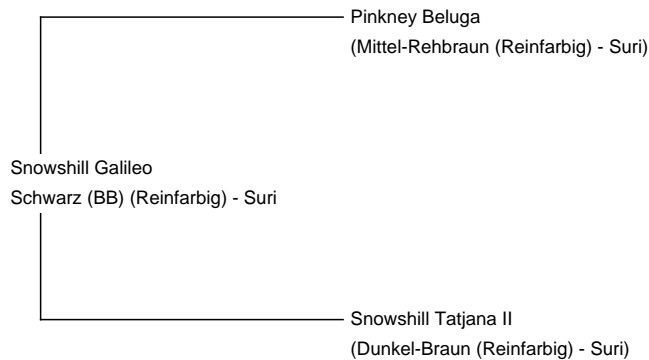 Pinkney Beluga
(Mittel-Rehbraun (Reinfarbig) - Suri)
Snowshill Galileo
Schwarz (BB) (Reinfarbig) - Suri
Snowshill Tatjana II
(Dunkel-Braun (Reinfarbig) - Suri)